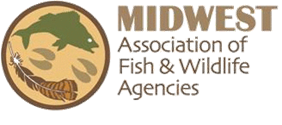 MIDWEST
Association of
Fish & Wildlife
Agencies